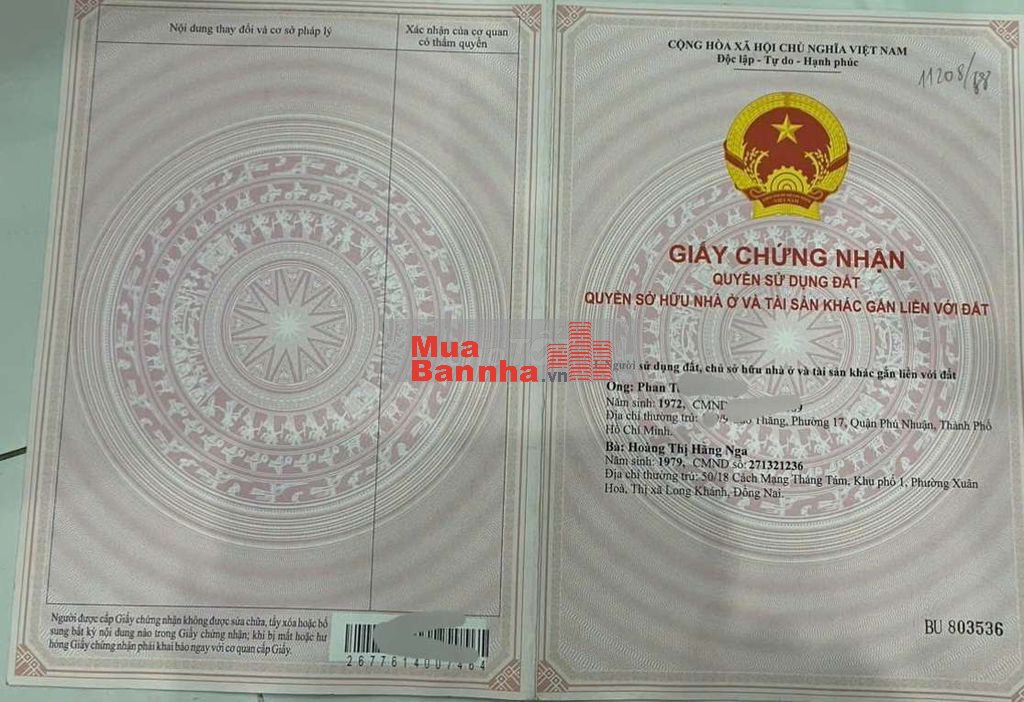 Nội dung thay đổi và cơ sở pháp lý
Xác nhận của cơ quan
có thẩm quyền
Người được cấp Giấy chứng nhận không được sửa chữa, tẩy xóa hoặc bổ
sung bất kỳ nội dung nào trong Giấy chứng nhận; khi bị mất hoặc hư
hỏng Giấy chứng nhận phải khai báo ngay với cơ quan cấp Giấy.
2677614007464
CỘNG HÒA XÃ HỘI CHỦ NGHĨA VIỆT NAM
Độc lập - Tự do - Hạnh phúc
11208/
VIỆT NAM
GIẤY CHỨNG NHẬN
QUYỀN SỬ DỤNG ĐẤT
QUYỀN SỞ HỮU NHÀ Ở VÀ TÀI SẢN KHÁC GẮN LIỀN VỚI ĐẤT
Mua
Bannha.vn
I. Người sử dụng đất, chủ sở hữu nhà ở và tài sản khác gắn liền với đất
Ông: Phan
Năm sinh: 1972, CMND
Địa chỉ thường trú: Thăng, Phường 17, Quận Phú Nhuận, Thành Phố
Hồ Chí Minh.
Bà: Hoàng Thị Hằng Nga
Năm sinh: 1979, CMND số: 271321236
Địa chỉ thường trú: 50/18 Cách Mạng Tháng Tám, Khu phố 1, Phường Xuân
Hoà, Thị xã Long Khánh, Đồng Nai.
BU 803536